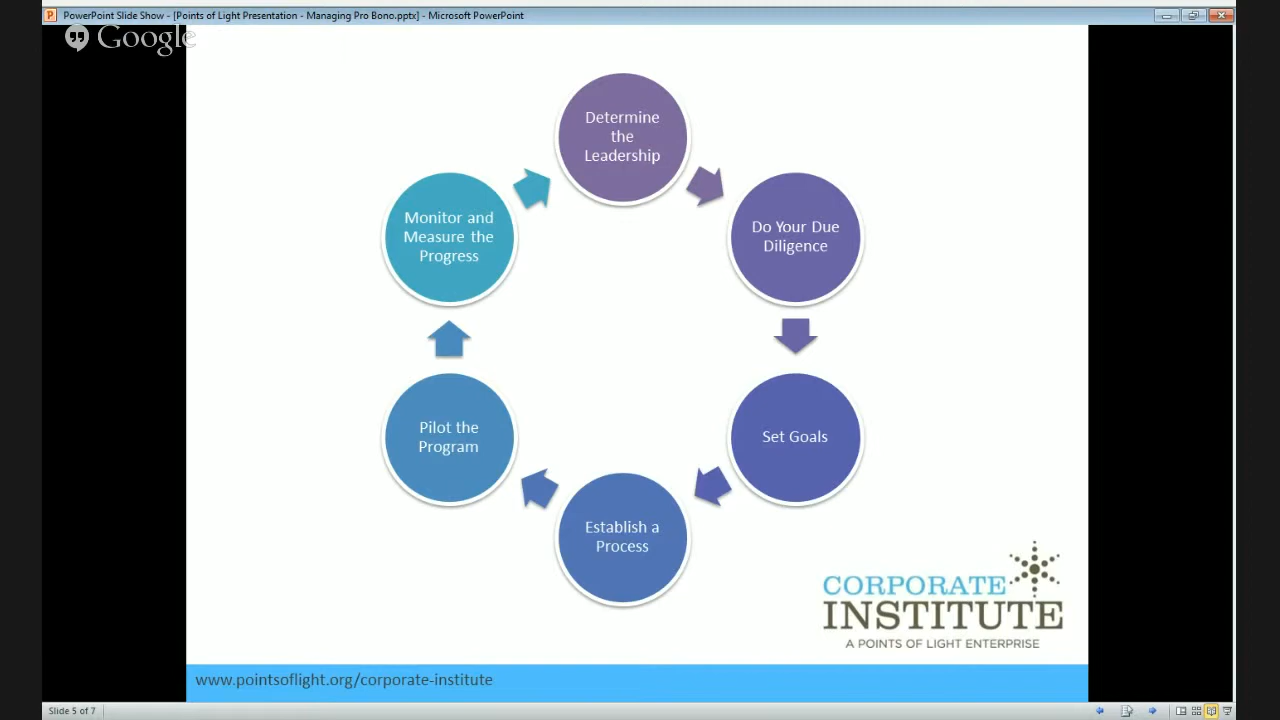 PowerPoint Slide Show - [Points of Light Presentation - Managing Pro Bono.pptx] - Microsoft PowerPoint
Google
Determine
the
Leadership
Do Your Due
Diligence
Set Goals
Establish a
Process
Pilot the
Program
Monitor and
Measure the
Progress
CORPORATE
INSTITUTE
A POINTS OF LIGHT ENTERPRISE
www.pointsoflight.org/corporate-institute
Slide 5 of 7